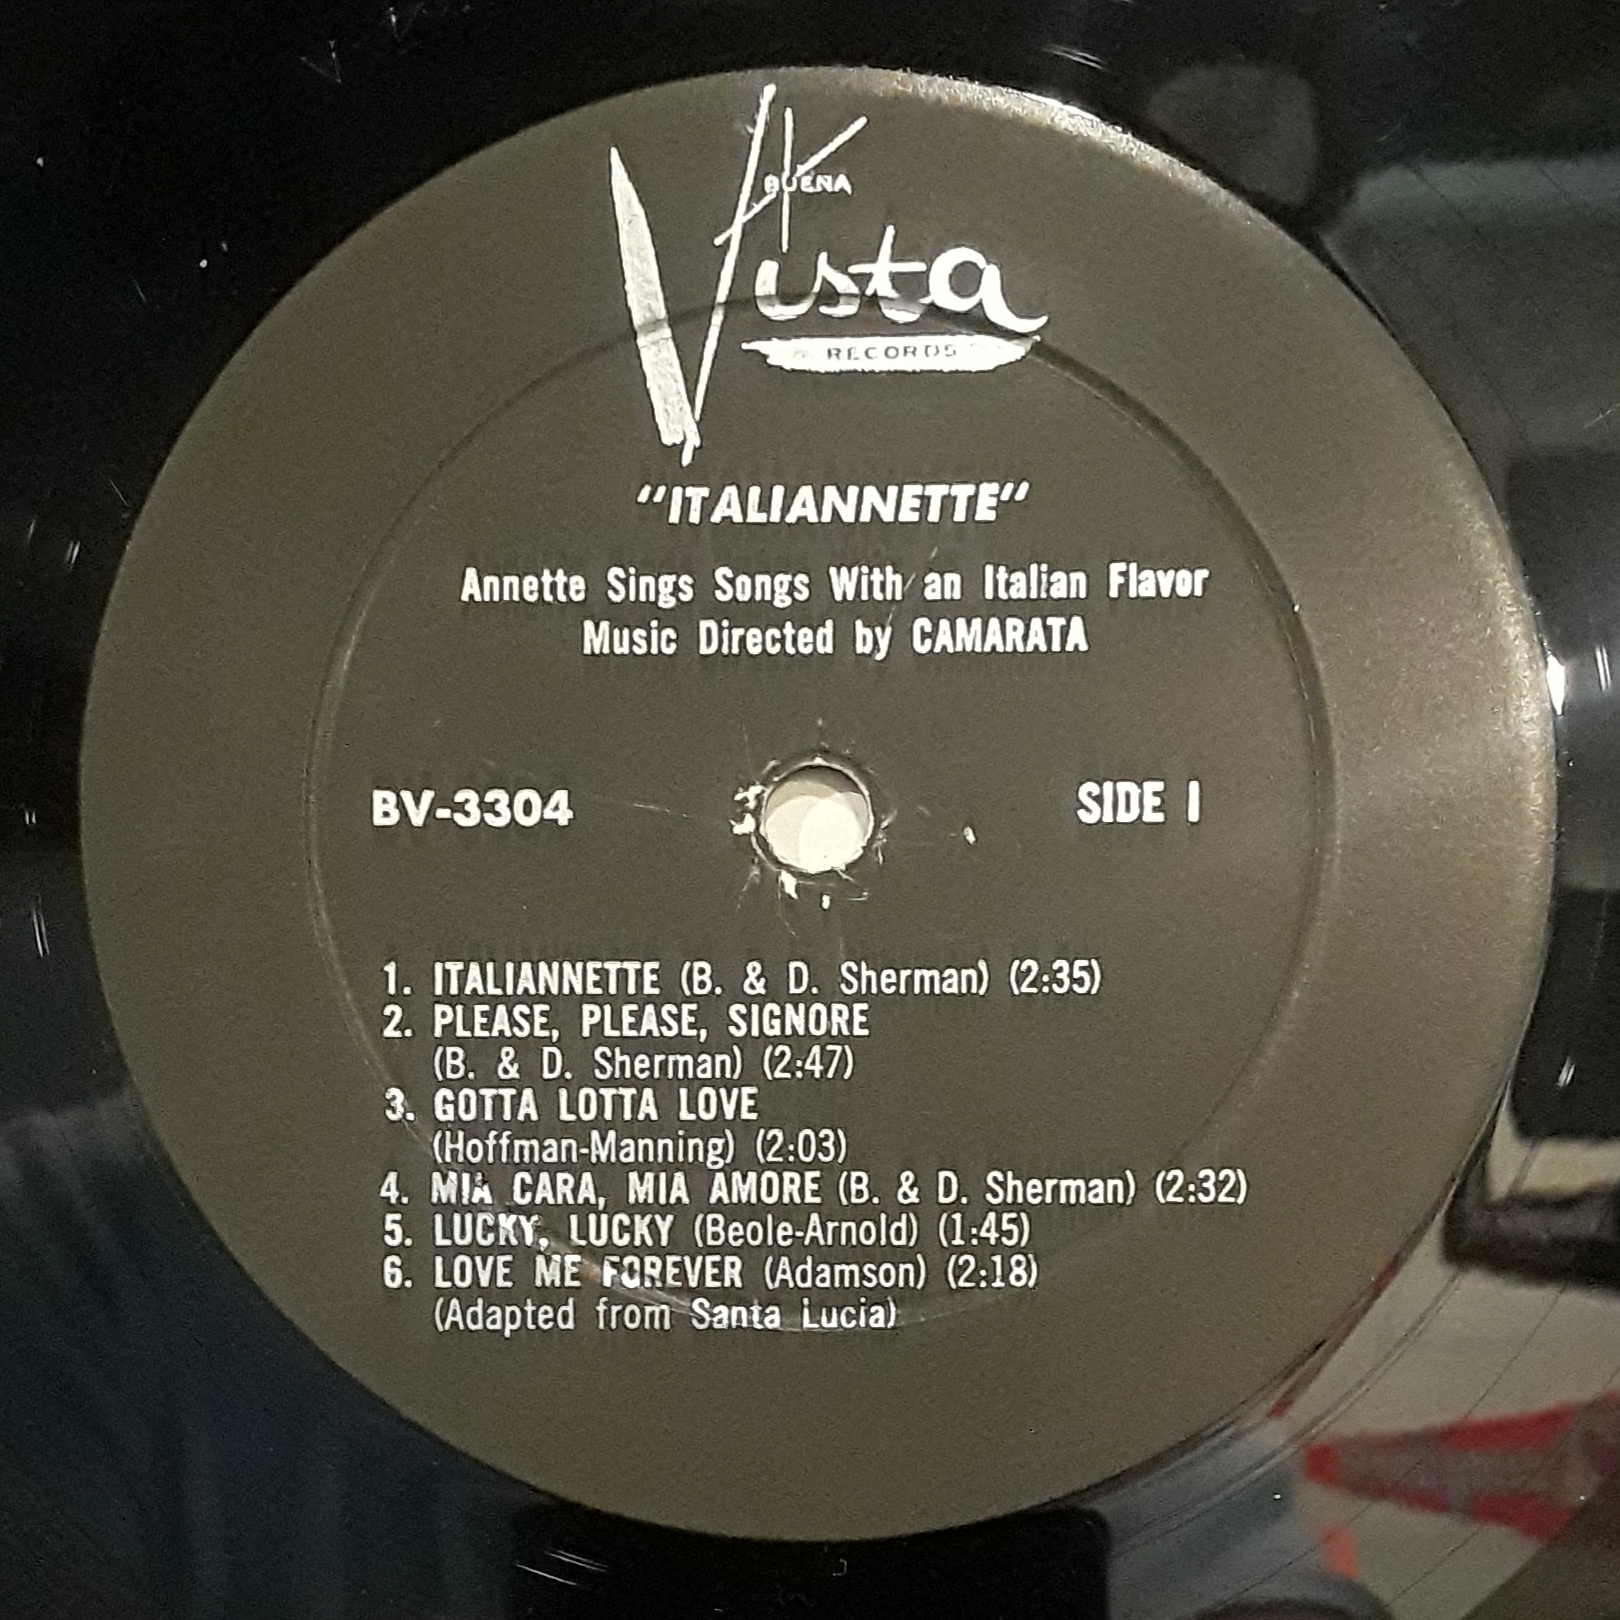 BUENA
Vista
RECORDS
"ITALIANNETTE"
Annette Sings Songs With an Italian Flavor
Music Directed by CAMARATA
BV-3304
SIDE I
1. ITALIANNETTE (B. & D. Sherman) (2:35)
2. PLEASE, PLEASE, SIGNORE
(B. & D. Sherman) (2:47)
3. GOTTA LOTTA LOVE
(Hoffman-Manning) (2:03)
4. MIA CARA, MIA AMORE (B. & D. Sherman) (2:32)
5. LUCKY, LUCKY (Beole-Arnold) (1:45)
6. LOVE ME FOREVER (Adamson) (2:18)
(Adapted from Santa Lucia)